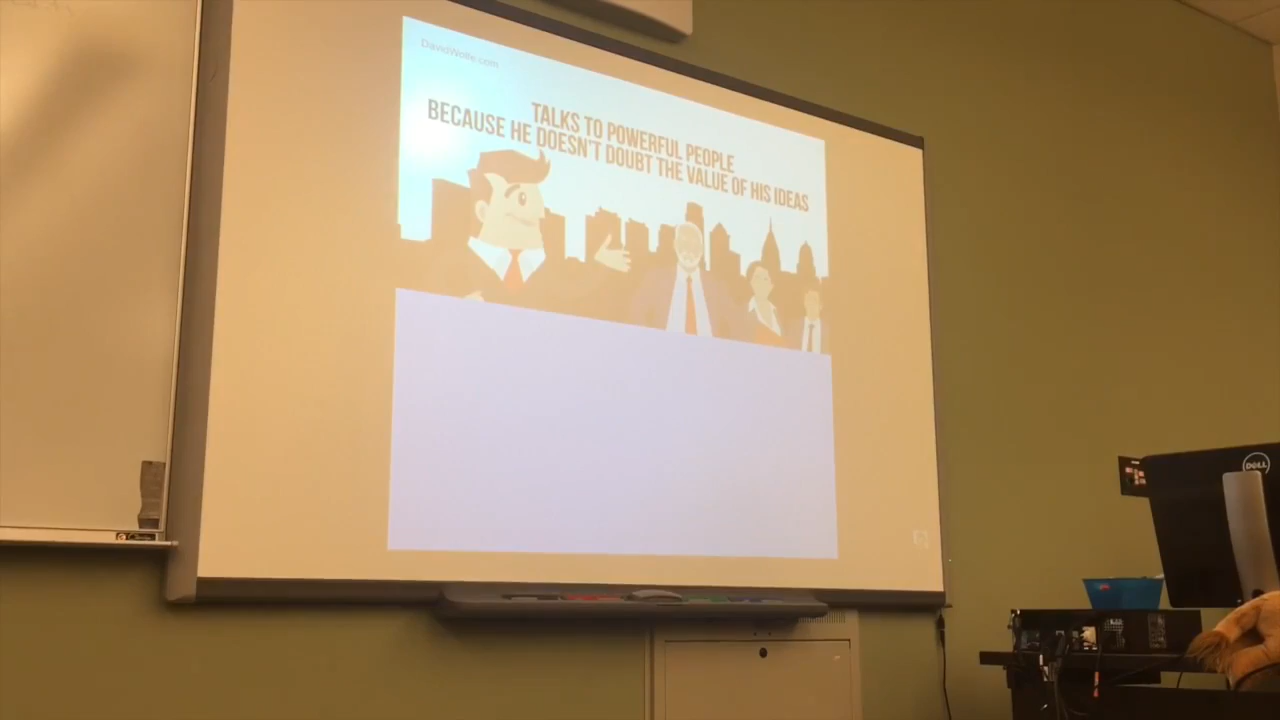 DavidWolfe.com
TALKS TO POWERFUL PEOPLE
BECAUSE HE DOESN'T DOUBT THE VALUE OF HIS IDEAS
DELL